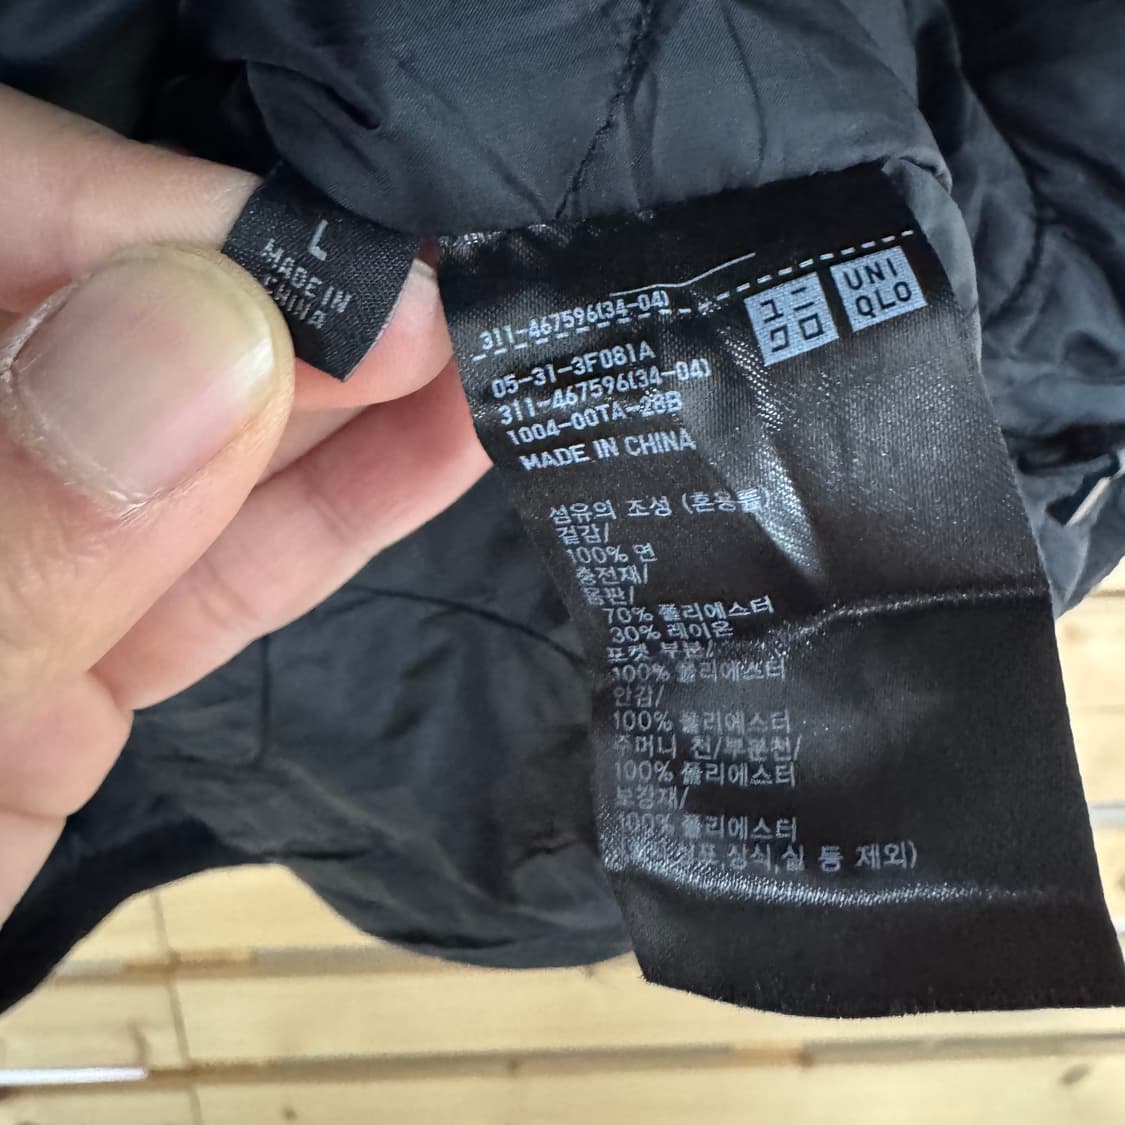 L
MADE IN
CHINA
ユニ
クロ
UNI
QLO
311-467596(34-04)
05-31-3F081A
311-467596(34-04)
1004-00TA-28B
MADE IN CHINA
섬유의 조성 (혼용률)
겉감/
100% 면
충전재/
몸판/
70% 폴리에스터
30% 레이온
포켓 부분/
100% 폴리에스터
안감/
100% 폴리에스터
주머니 천/부분천/
100% 폴리에스터
보강재/
100% 폴리에스터
장식,실 등 제외)